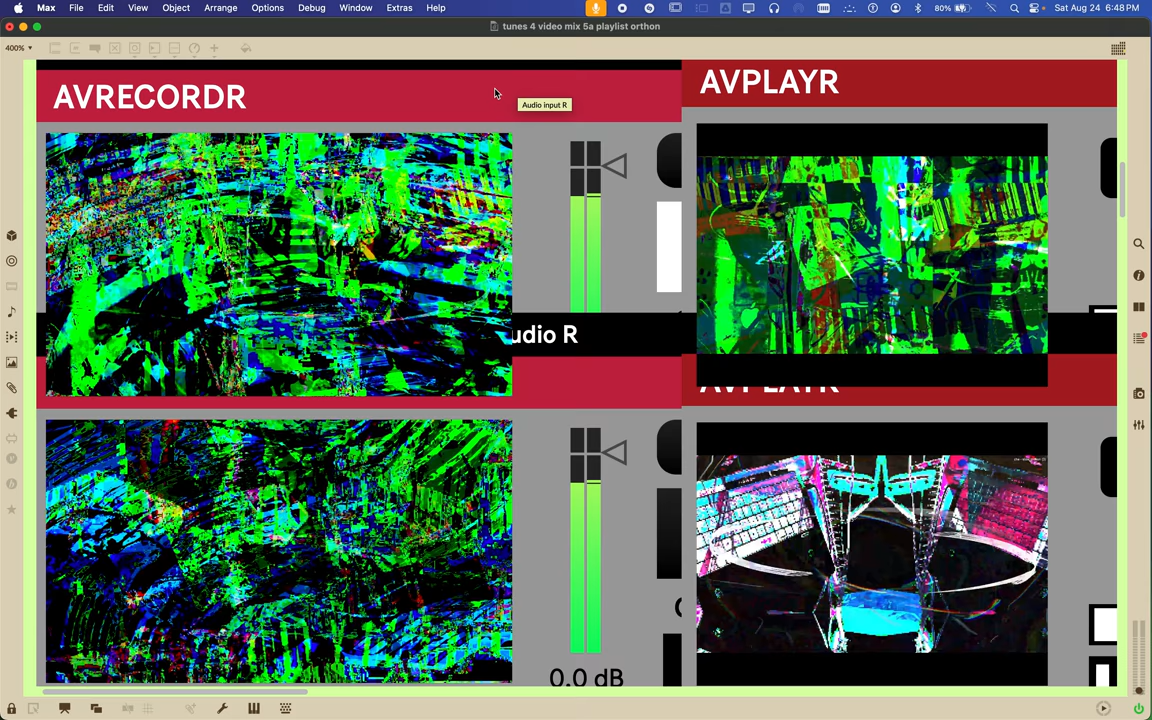 Max File Edit View Object Arrange Options Debug Window Extras Help 80% Sat Aug 24 6:48 PM
tunes 4 video mix 5a playlist orthon
400%
AVRECORDR
Audio input R
AVPLAYR
udio R
AVPLAYR
0.0 dB